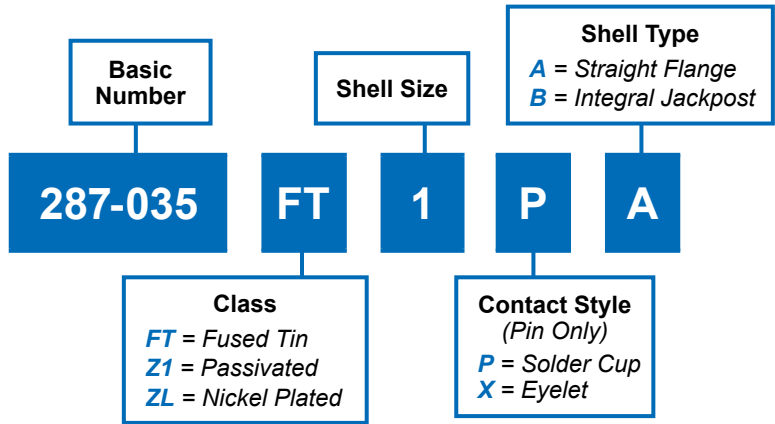 Basic
Number
Shell Size
Shell Type
A = Straight Flange
B = Integral Jackpost
287-035
FT
1
P
A
Class
FT = Fused Tin
Z1 = Passivated
ZL = Nickel Plated
Contact Style
(Pin Only)
P = Solder Cup
X = Eyelet